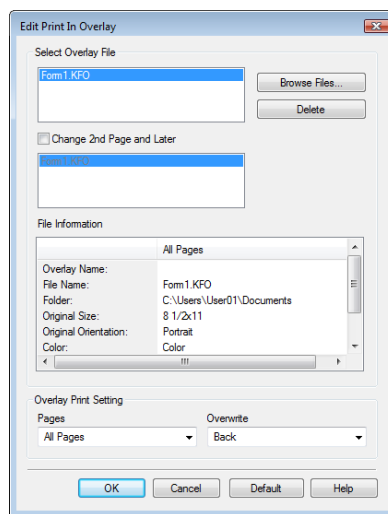 Edit Print In Overlay
Select Overlay File
Form1.KFO
Browse Files...
Delete
Change 2nd Page and Later
Form1.KFO
File Information
All Pages
Overlay Name:
File Name: Form1.KFO
Folder: C:\Users\User01\Documents
Original Size: 8 1/2x11
Original Orientation: Portrait
Color: Color
Overlay Print Setting
Pages Overwrite
All Pages Back
OK Cancel Default Help